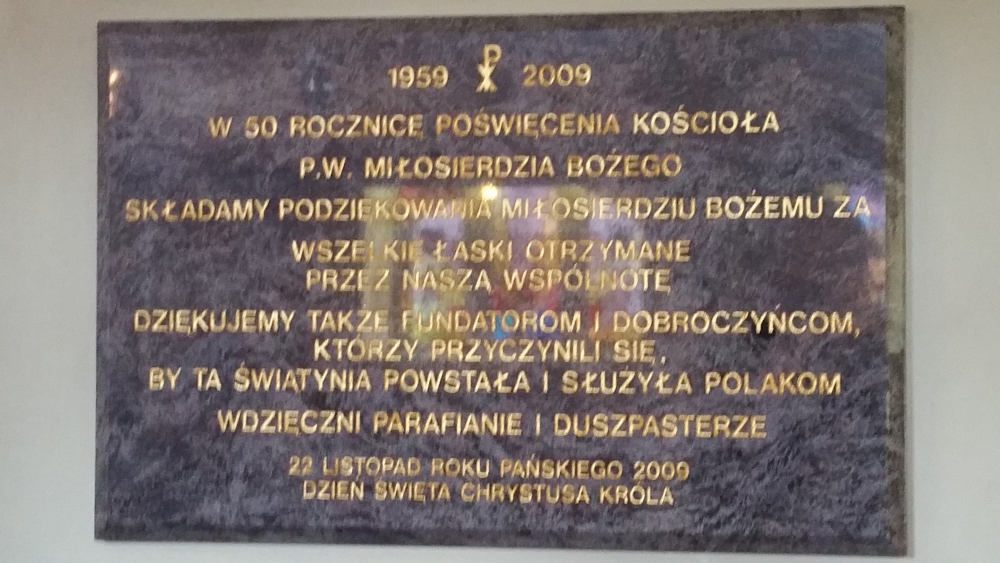 1959 ☧ 2009
W 50 ROCZNICĘ POŚWIĘCENIA KOŚCIOŁA
P.W. MIŁOSIERDZIA BOŻEGO
SKŁADAMY PODZIĘKOWANIA MIŁOSIERDZIU BOŻEMU ZA
WSZELKIE ŁASKI OTRZYMANE
PRZEZ NASZĄ WSPÓLNOTĘ
DZIĘKUJEMY TAKŻE FUNDATOROM I DOBROCZYŃCOM,
KTÓRZY PRZYCZYNILI SIĘ,
BY TA ŚWIĄTYNIA POWSTAŁA I SŁUŻYŁA POLAKOM
WDZIĘCZNI PARAFIANIE I DUSZPASTERZE
22 LISTOPAD ROKU PAŃSKIEGO 2009
DZIEŃ ŚWIĘTA CHRYSTUSA KRÓLA